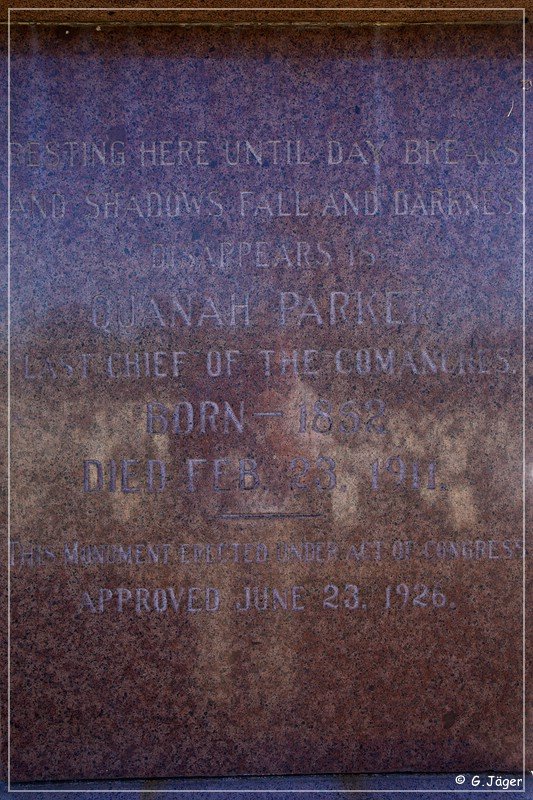 RESTING HERE UNTIL DAY BREAKS
AND SHADOWS FALL AND DARKNESS
DISAPPEARS IS
QUANAH PARKER
LAST CHIEF OF THE COMANCHES.
BORN — 1852
DIED FEB. 23, 1911.
THIS MONUMENT ERECTED UNDER ACT OF CONGRESS
APPROVED JUNE 23, 1926.
© G.Jäger